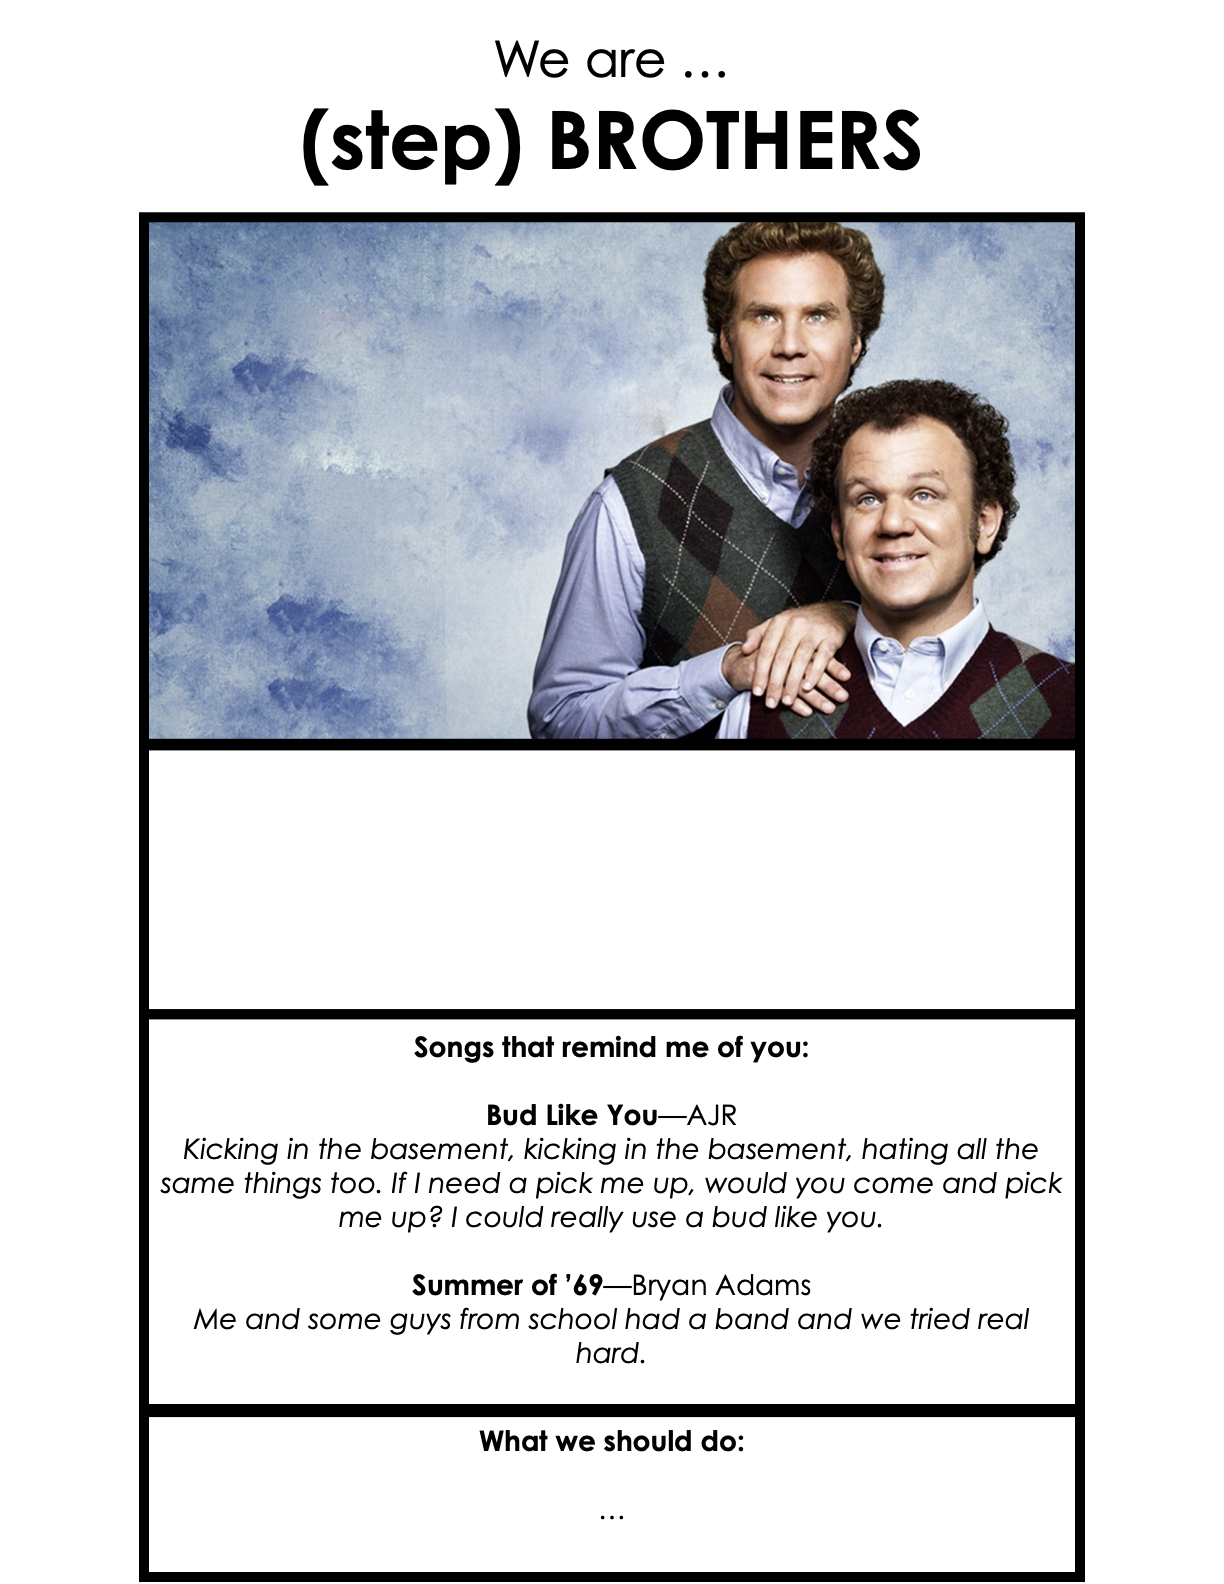 We are …
(step) BROTHERS
Songs that remind me of you:
Bud Like You—AJR
Kicking in the basement, kicking in the basement, hating all the
same things too. If I need a pick me up, would you come and pick
me up? I could really use a bud like you.
Summer of ’69—Bryan Adams
Me and some guys from school had a band and we tried real
hard.
What we should do:
…